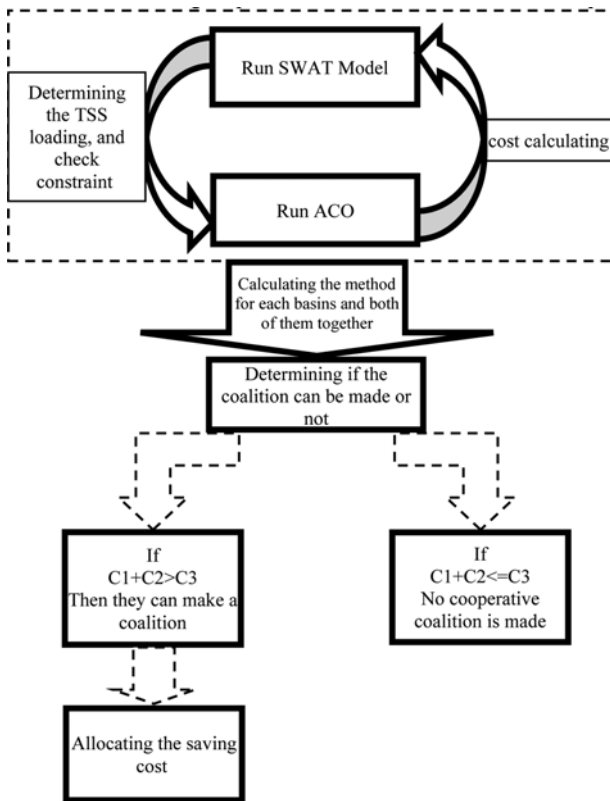 Run SWAT Model
Determining
the TSS
loading, and
check
constraint
cost calculating
Run ACO
Calculating the method
for each basins and both
of them together
Determining if the
coalition can be made or
not
If
C1+C2>C3
Then they can make a
coalition
If
C1+C2<=C3
No cooperative
coalition is made
Allocating the saving
cost